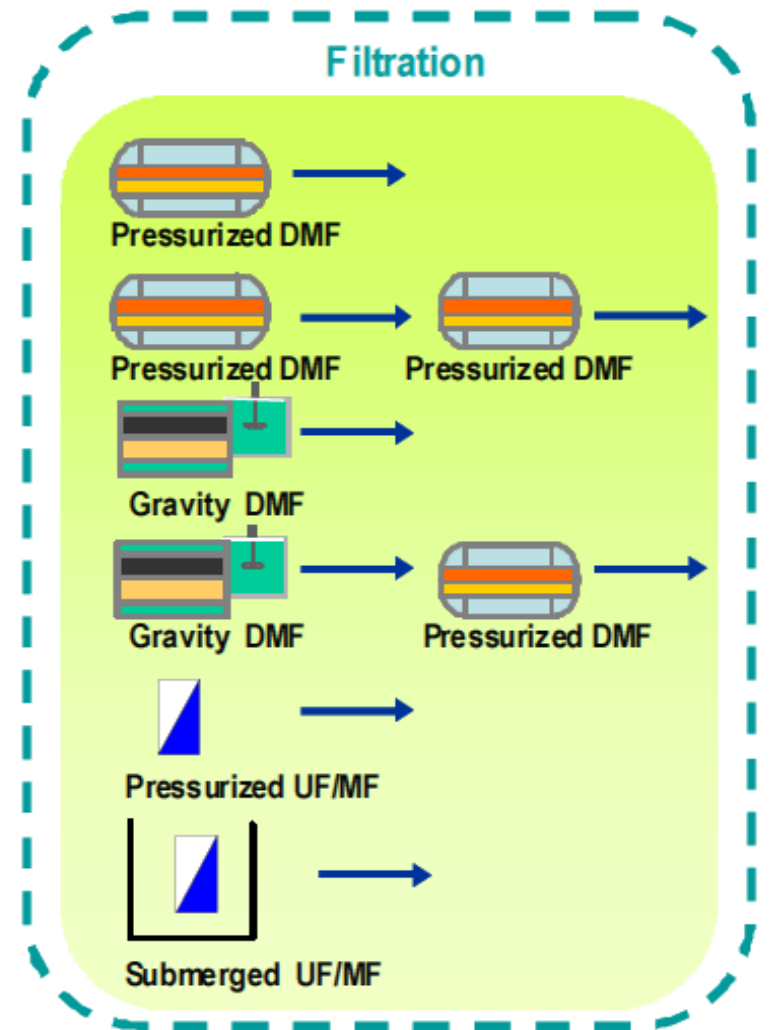 Filtration
Pressurized DMF
Pressurized DMF Pressurized DMF
Gravity DMF
Gravity DMF Pressurized DMF
Pressurized UF/MF
Submerged UF/MF